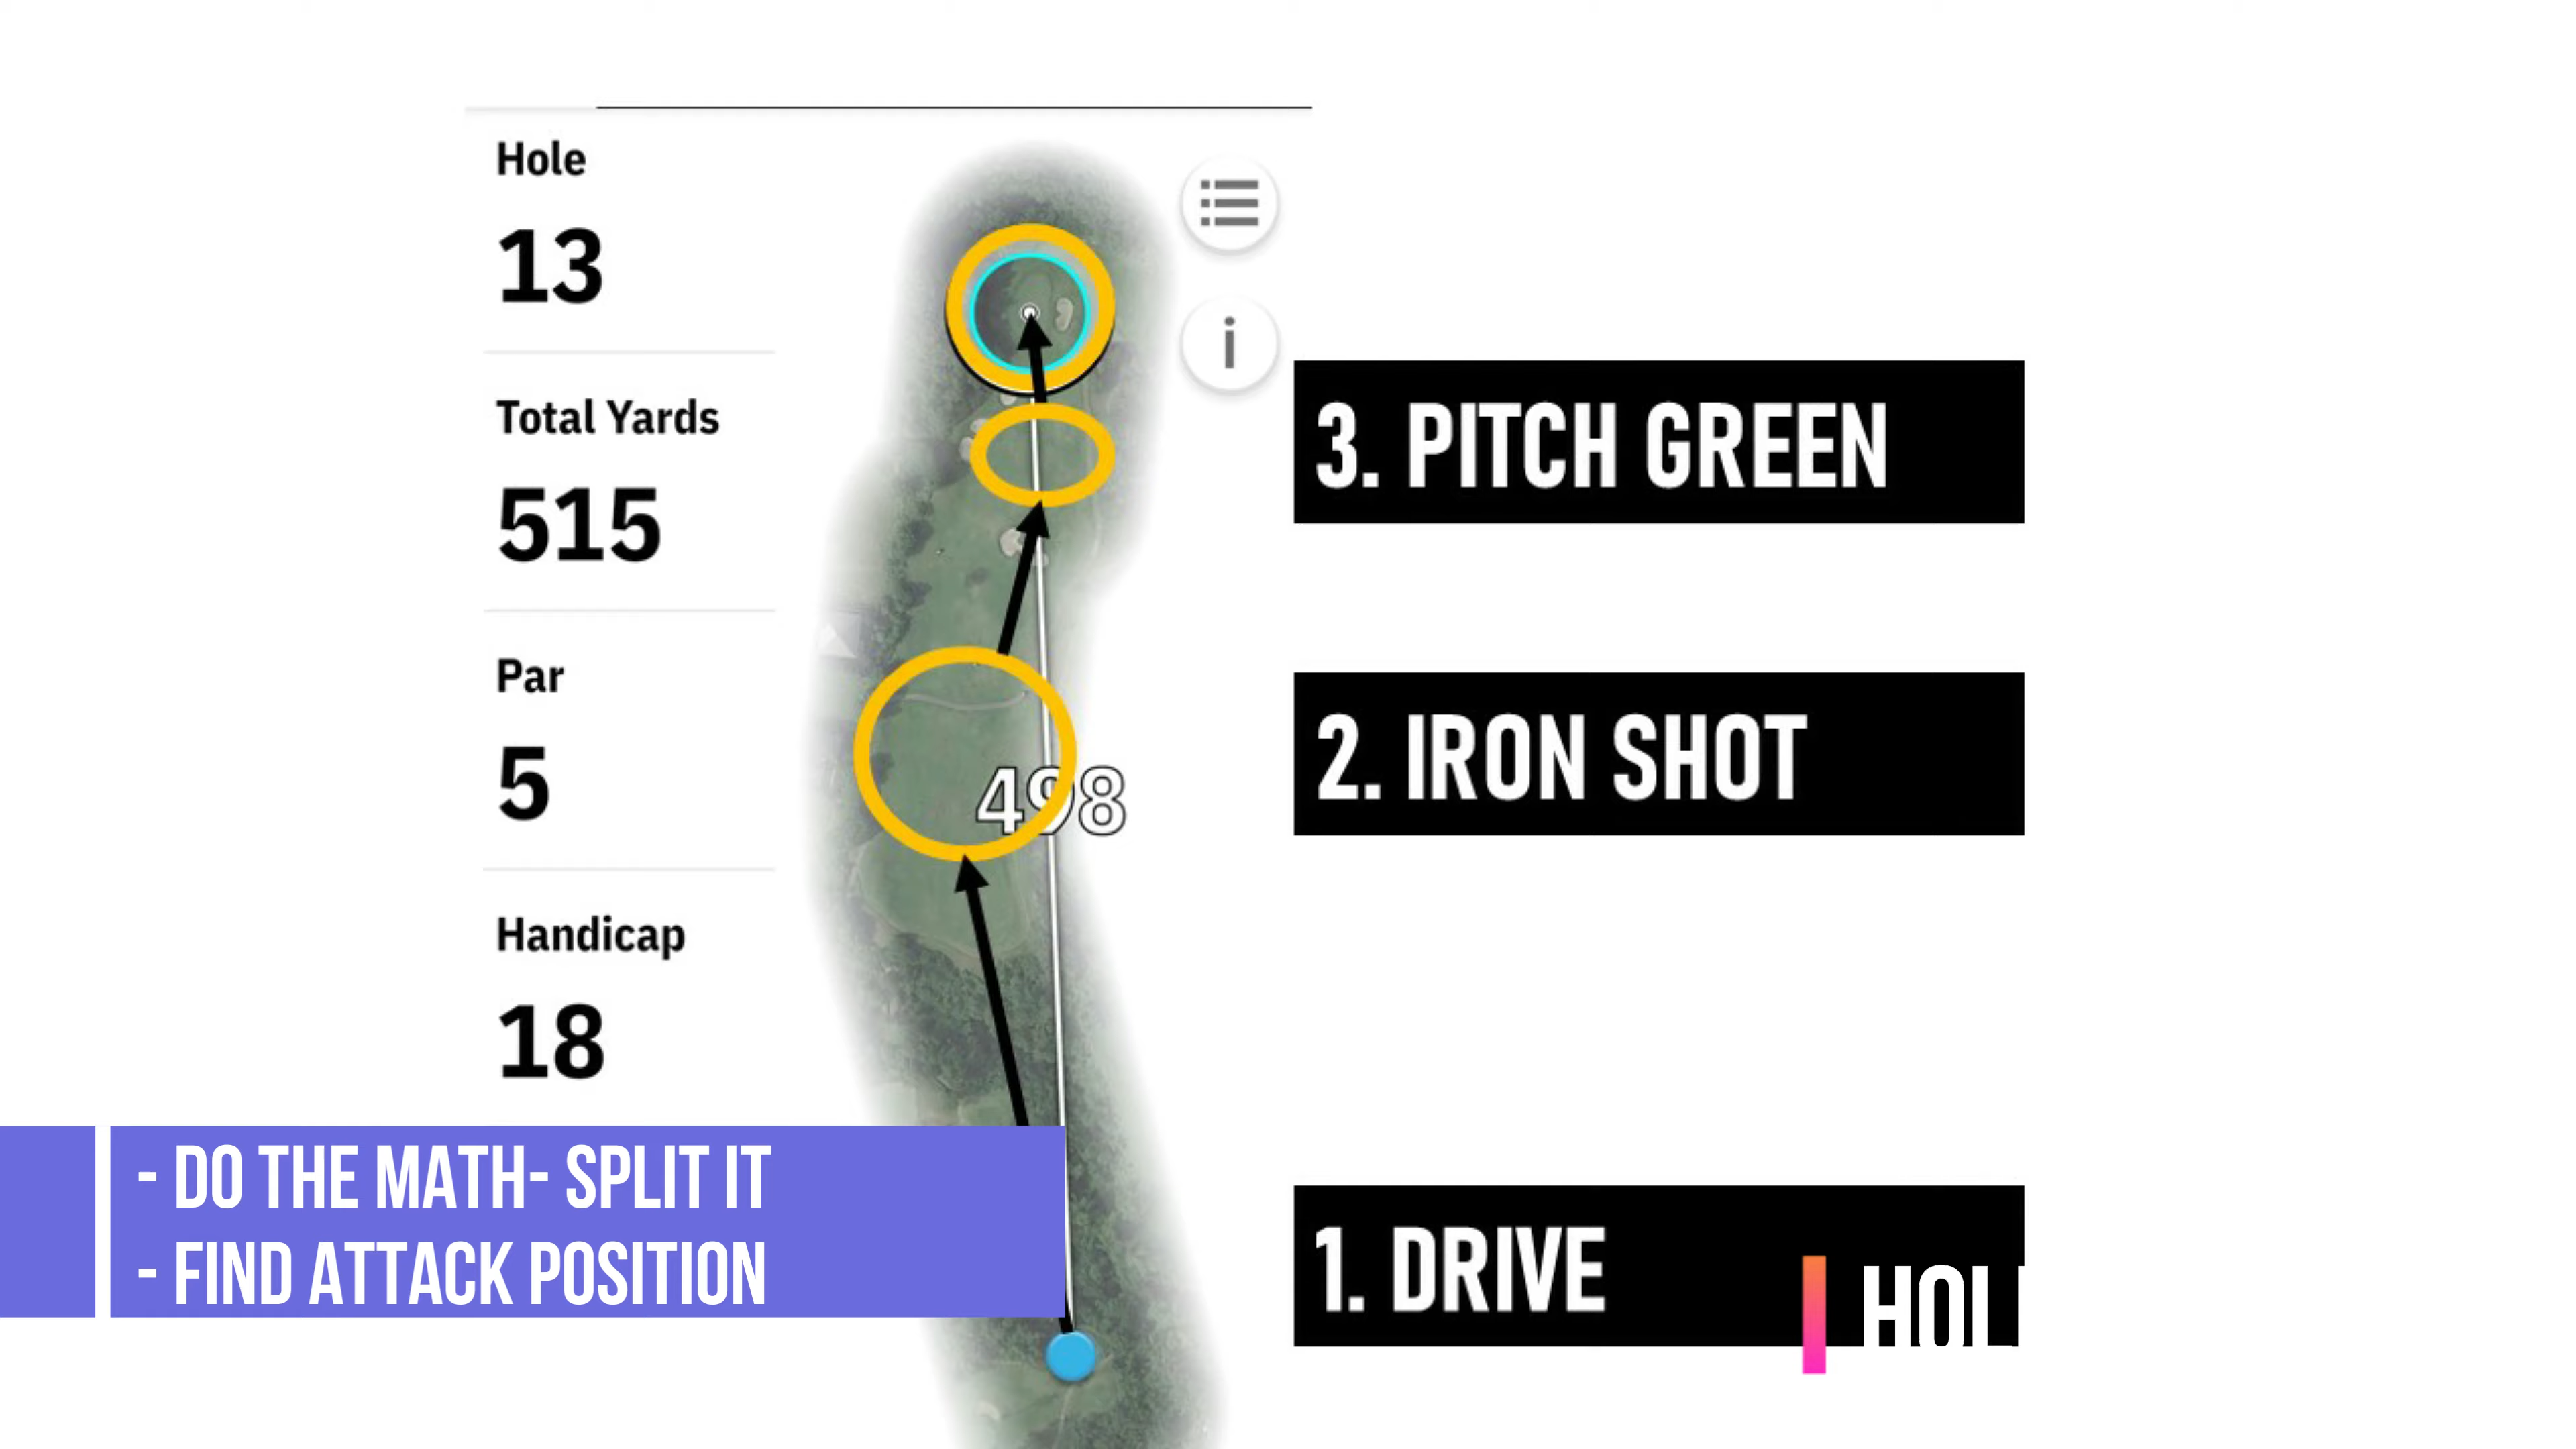 Hole
13
Total Yards
515
Par
5
Handicap
18
498
i
3. PITCH GREEN
2. IRON SHOT
1. DRIVE
- DO THE MATH- SPLIT IT
- FIND ATTACK POSITION